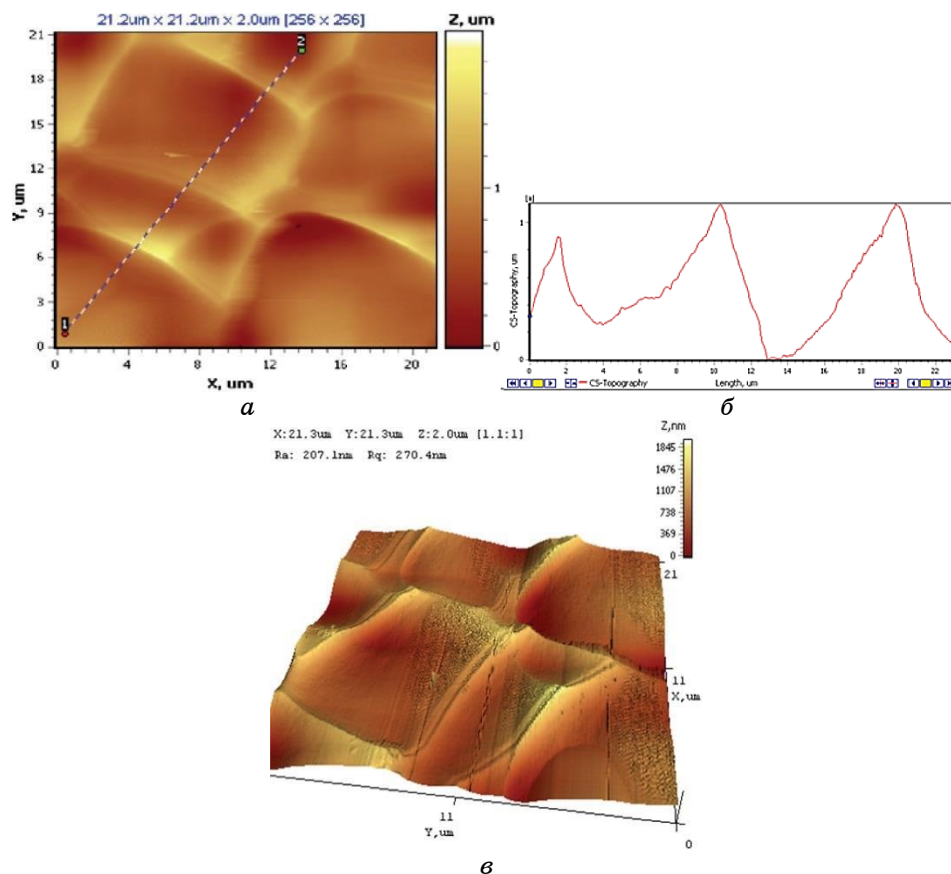 21.2um x 21.2um x 2.0um [256 x 256]
Z, um
21
18
15
12
9
6
3
0
Y, um
0
4
8
12
16
20
X, um
1
0
1
2
а
1
0
CS-Topography, um
0
2
4
6
8
10
12
14
16
18
20
22
CS-Topography
Length, um
б
X:21.3um Y:21.3um Z:2.0um [1.1:1]
Ra: 207.1nm Rq: 270.4nm
Z,nm
1845
1476
1107
738
369
0
21
11
X,um
11
Y,um
0
в